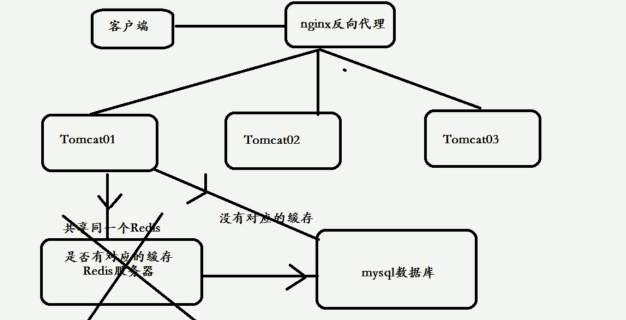 客户端
nginx反向代理
Tomcat01
Tomcat02
Tomcat03
没有对应的缓存
共享同一个Redis
是否有对应的缓存
Redis服务器
mysql数据库